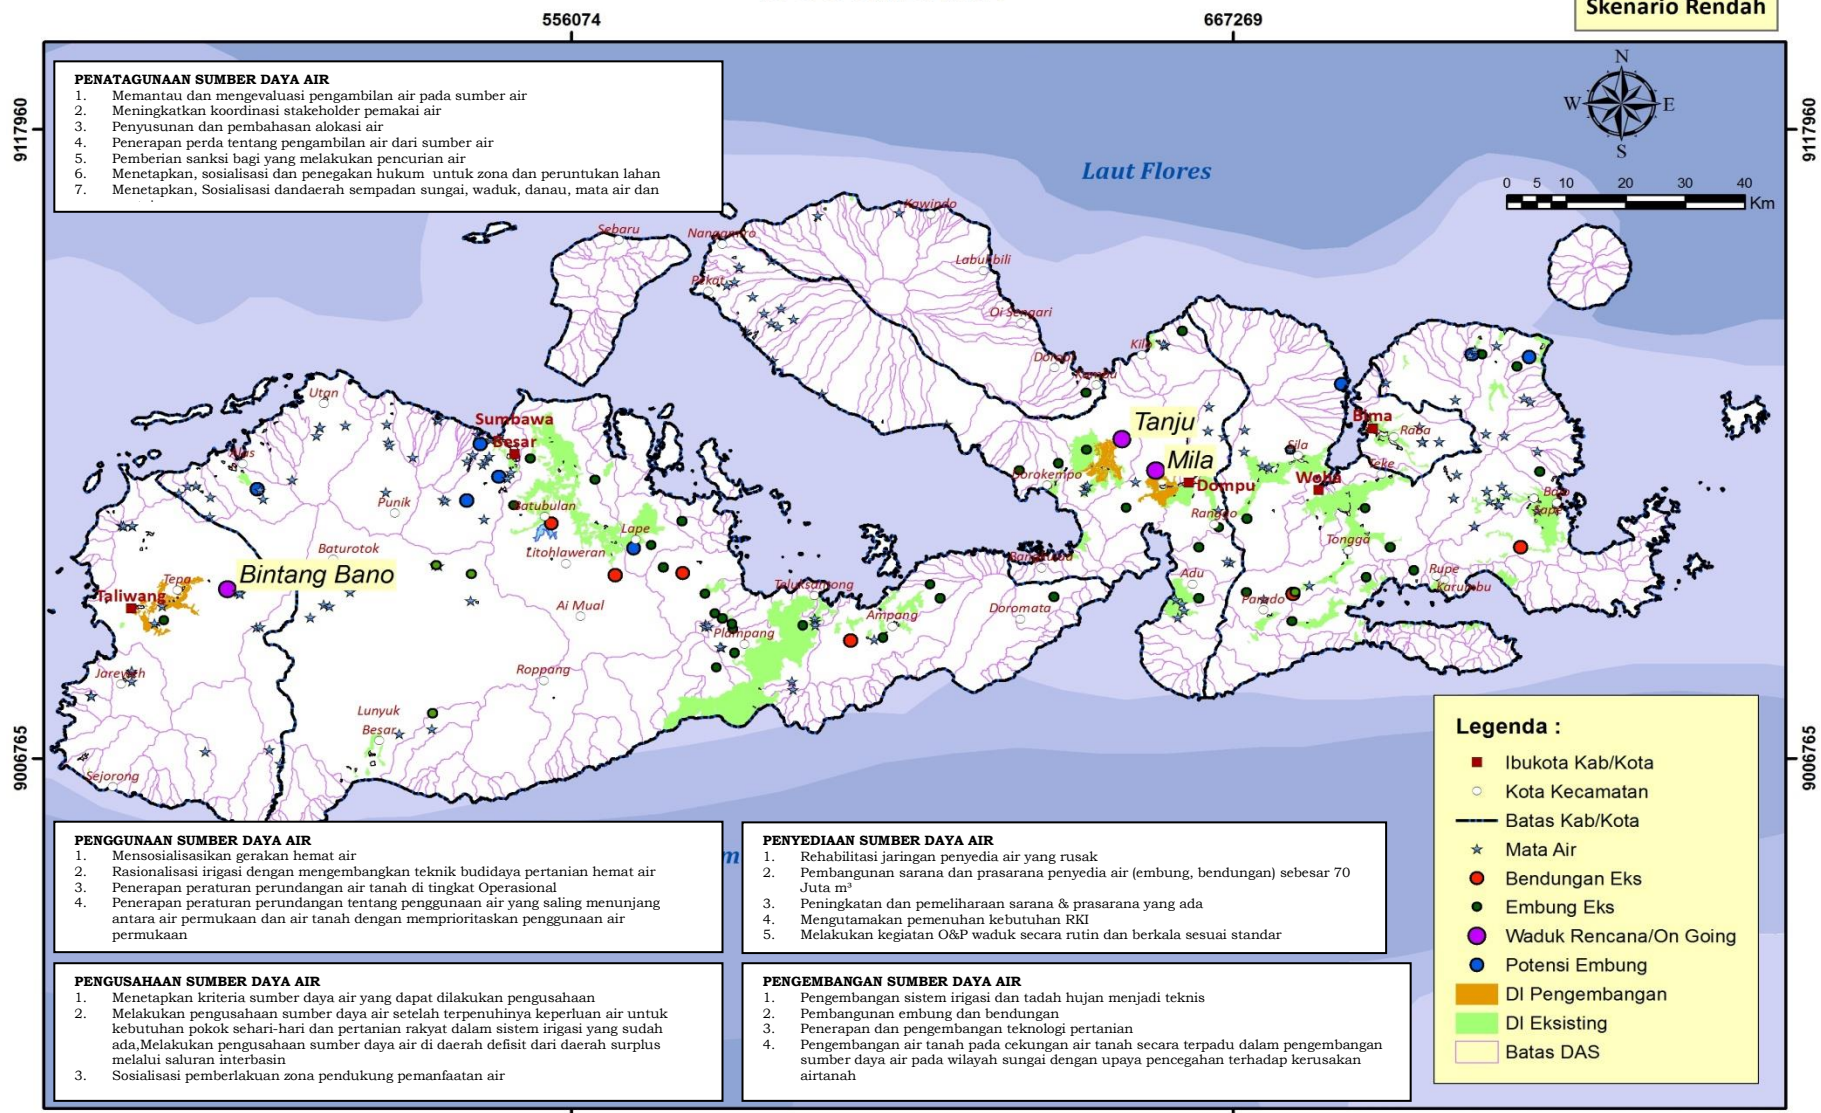 556074
667269
Skenario Rendah
9117960
9117960
PENATAGUNAAN SUMBER DAYA AIR
1. Memantau dan mengevaluasi pengambilan air pada sumber air
2. Meningkatkan koordinasi stakeholder pemakai air
3. Penyusunan dan pembahasan alokasi air
4. Penerapan perda tentang pengambilan air dari sumber air
5. Pemberian sanksi bagi yang melakukan pencurian air
6. Menetapkan, sosialisasi dan penegakan hukum untuk zona dan peruntukan lahan
7. Menetapkan, Sosialisasi dandaerah sempadan sungai, waduk, danau, mata air dan
N
W E
S
Laut Flores
0 5 10 20 30 40
Km
Kawindo
Sebaru
Nangamiro
Labuhbili
Pekat
Oi Sengari
Kilo
Dompu
Kempu
Utan
Sumbawa
Besar
Tanju
Bima
Raba
Alas
Sila
Mila
Teke
Dorokempo
Woha
Dompu
Punik
Batubulan
Bajo
Sape
Ranggo
Lape
Tongga
Baturotok
Litohlaweran
Bintang Bano
Adu
Rupe
Tepa
Teluksantong
Karumbu
Taliwang
Ai Mual
Doromata
Parado
Ampang
Plampang
Jareweh
Roppang
Lunyuk
Besar
Sejorong
9006765
9006765
Legenda :
Ibukota Kab/Kota
Kota Kecamatan
Batas Kab/Kota
Mata Air
Bendungan Eks
Embung Eks
Waduk Rencana/On Going
Potensi Embung
DI Pengembangan
DI Eksisting
Batas DAS
PENGGUNAAN SUMBER DAYA AIR
1. Mensosialisasikan gerakan hemat air
2. Rasionalisasi irigasi dengan mengembangkan teknik budidaya pertanian hemat air
3. Penerapan peraturan perundangan air tanah di tingkat Operasional
4. Penerapan peraturan perundangan tentang penggunaan air yang saling menunjang
antara air permukaan dan air tanah dengan memprioritaskan penggunaan air
permukaan
PENYEDIAAN SUMBER DAYA AIR
1. Rehabilitasi jaringan penyedia air yang rusak
2. Pembangunan sarana dan prasarana penyedia air (embung, bendungan) sebesar 70
Juta m³
3. Peningkatan dan pemeliharaan sarana & prasarana yang ada
4. Mengutamakan pemenuhan kebutuhan RKI
5. Melakukan kegiatan O&P waduk secara rutin dan berkala sesuai standar
PENGUSAHAAN SUMBER DAYA AIR
1. Menetapkan kriteria sumber daya air yang dapat dilakukan pengusahaan
2. Melakukan pengusahaan sumber daya air setelah terpenuhinya keperluan air untuk
kebutuhan pokok sehari-hari dan pertanian rakyat dalam sistem irigasi yang sudah
ada,Melakukan pengusahaan sumber daya air di daerah defisit dari daerah surplus
melalui saluran interbasin
3. Sosialisasi pemberlakuan zona pendukung pemanfaatan air
PENGEMBANGAN SUMBER DAYA AIR
1. Pengembangan sistem irigasi dan tadah hujan menjadi teknis
2. Pembangunan embung dan bendungan
3. Penerapan dan pengembangan teknologi pertanian
4. Pengembangan air tanah pada cekungan air tanah secara terpadu dalam pengembangan
sumber daya air pada wilayah sungai dengan upaya pencegahan terhadap kerusakan
airtanah